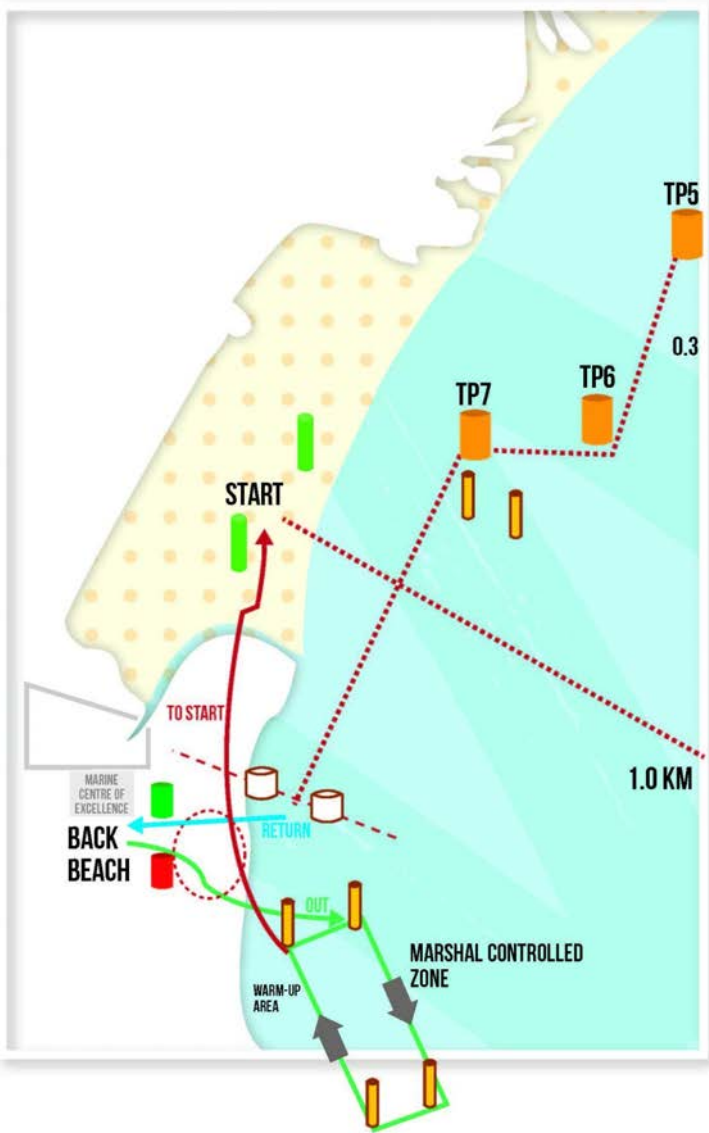 TP5
0.3
TP6
TP7
START
TO START
1.0 KM
MARINE
CENTRE OF
EXCELLENCE
RETURN
BACK
BEACH
OUT
MARSHAL CONTROLLED
ZONE
WARM-UP
AREA